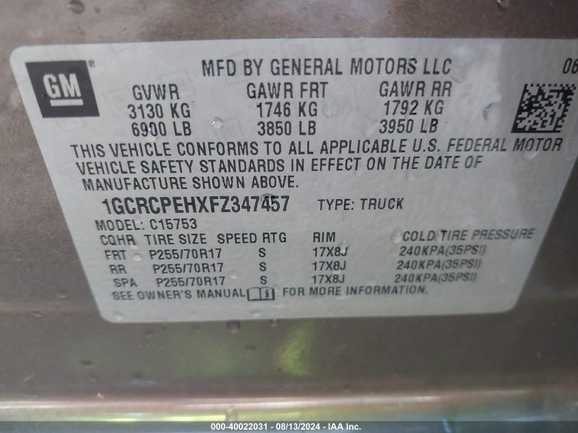 GM
MFD BY GENERAL MOTORS LLC
GVWR GAWR FRT GAWR RR
3130 KG 1746 KG 1792 KG
6900 LB 3850 LB 3950 LB
THIS VEHICLE CONFORMS TO ALL APPLICABLE U.S. FEDERAL MOTOR
VEHICLE SAFETY STANDARDS IN EFFECT ON THE DATE OF
MANUFACTURE SHOWN ABOVE.
1GCRCPEHXFZ347457 TYPE: TRUCK
MODEL: C15753
CQHR TIRE SIZE SPEED RTG RIM COLD TIRE PRESSURE
FRT P255/70R17 S 17X8J 240KPA(35PSI)
RR P255/70R17 S 17X8J 240KPA(35PSI)
SPA P255/70R17 S 17X8J 240KPA(35PSI)
SEE OWNER'S MANUAL FOR MORE INFORMATION.
000-40022031 - 08/13/2024 - IAA Inc.